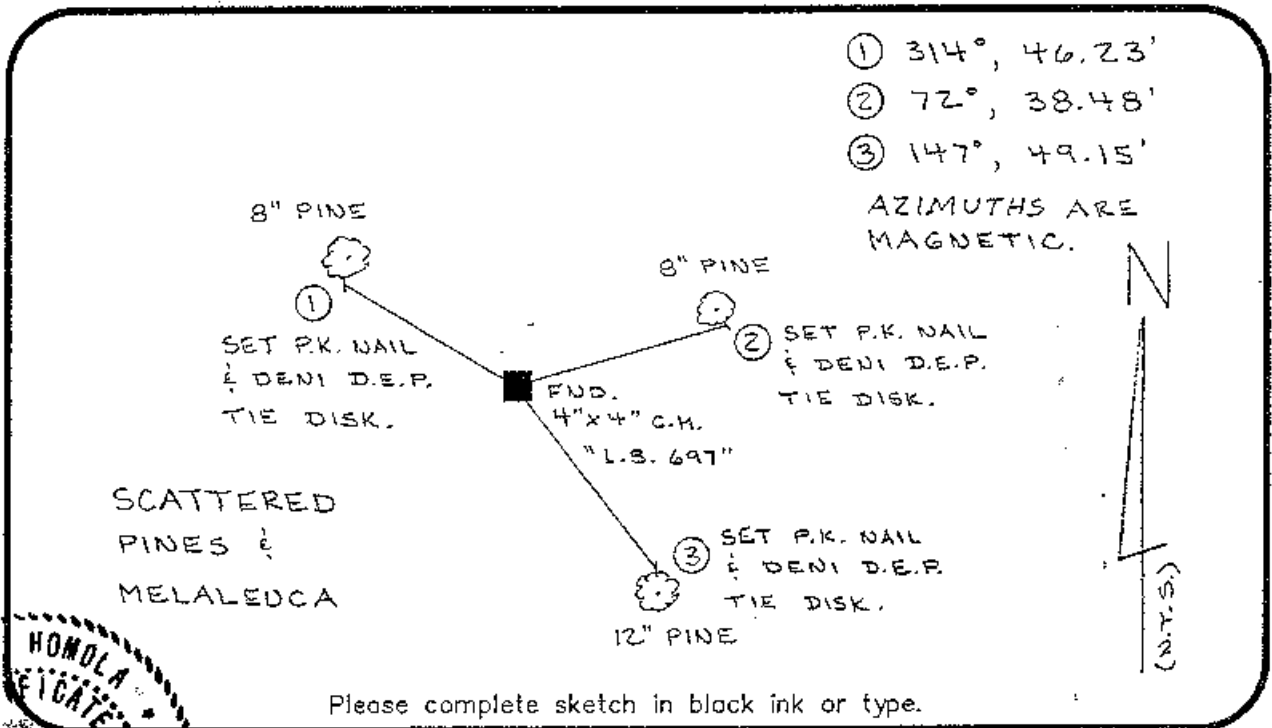 ① 314°, 46.23'
② 72°, 38.48'
③ 147°, 49.15'
AZIMUTHS ARE
MAGNETIC.
N
8" PINE
①
SET P.K. NAIL
& DENI D.E.P.
TIE DISK.
8" PINE
② SET P.K. NAIL
& DENI D.E.P.
TIE DISK.
FND.
4"x4" C.M.
"L.B. 697"
SCATTERED
PINES &
MELALEUCA
③ SET P.K. NAIL
& DENI D.E.P.
TIE DISK.
12" PINE
(N.T.S.)
HOMOLA
Please complete sketch in black ink or type.